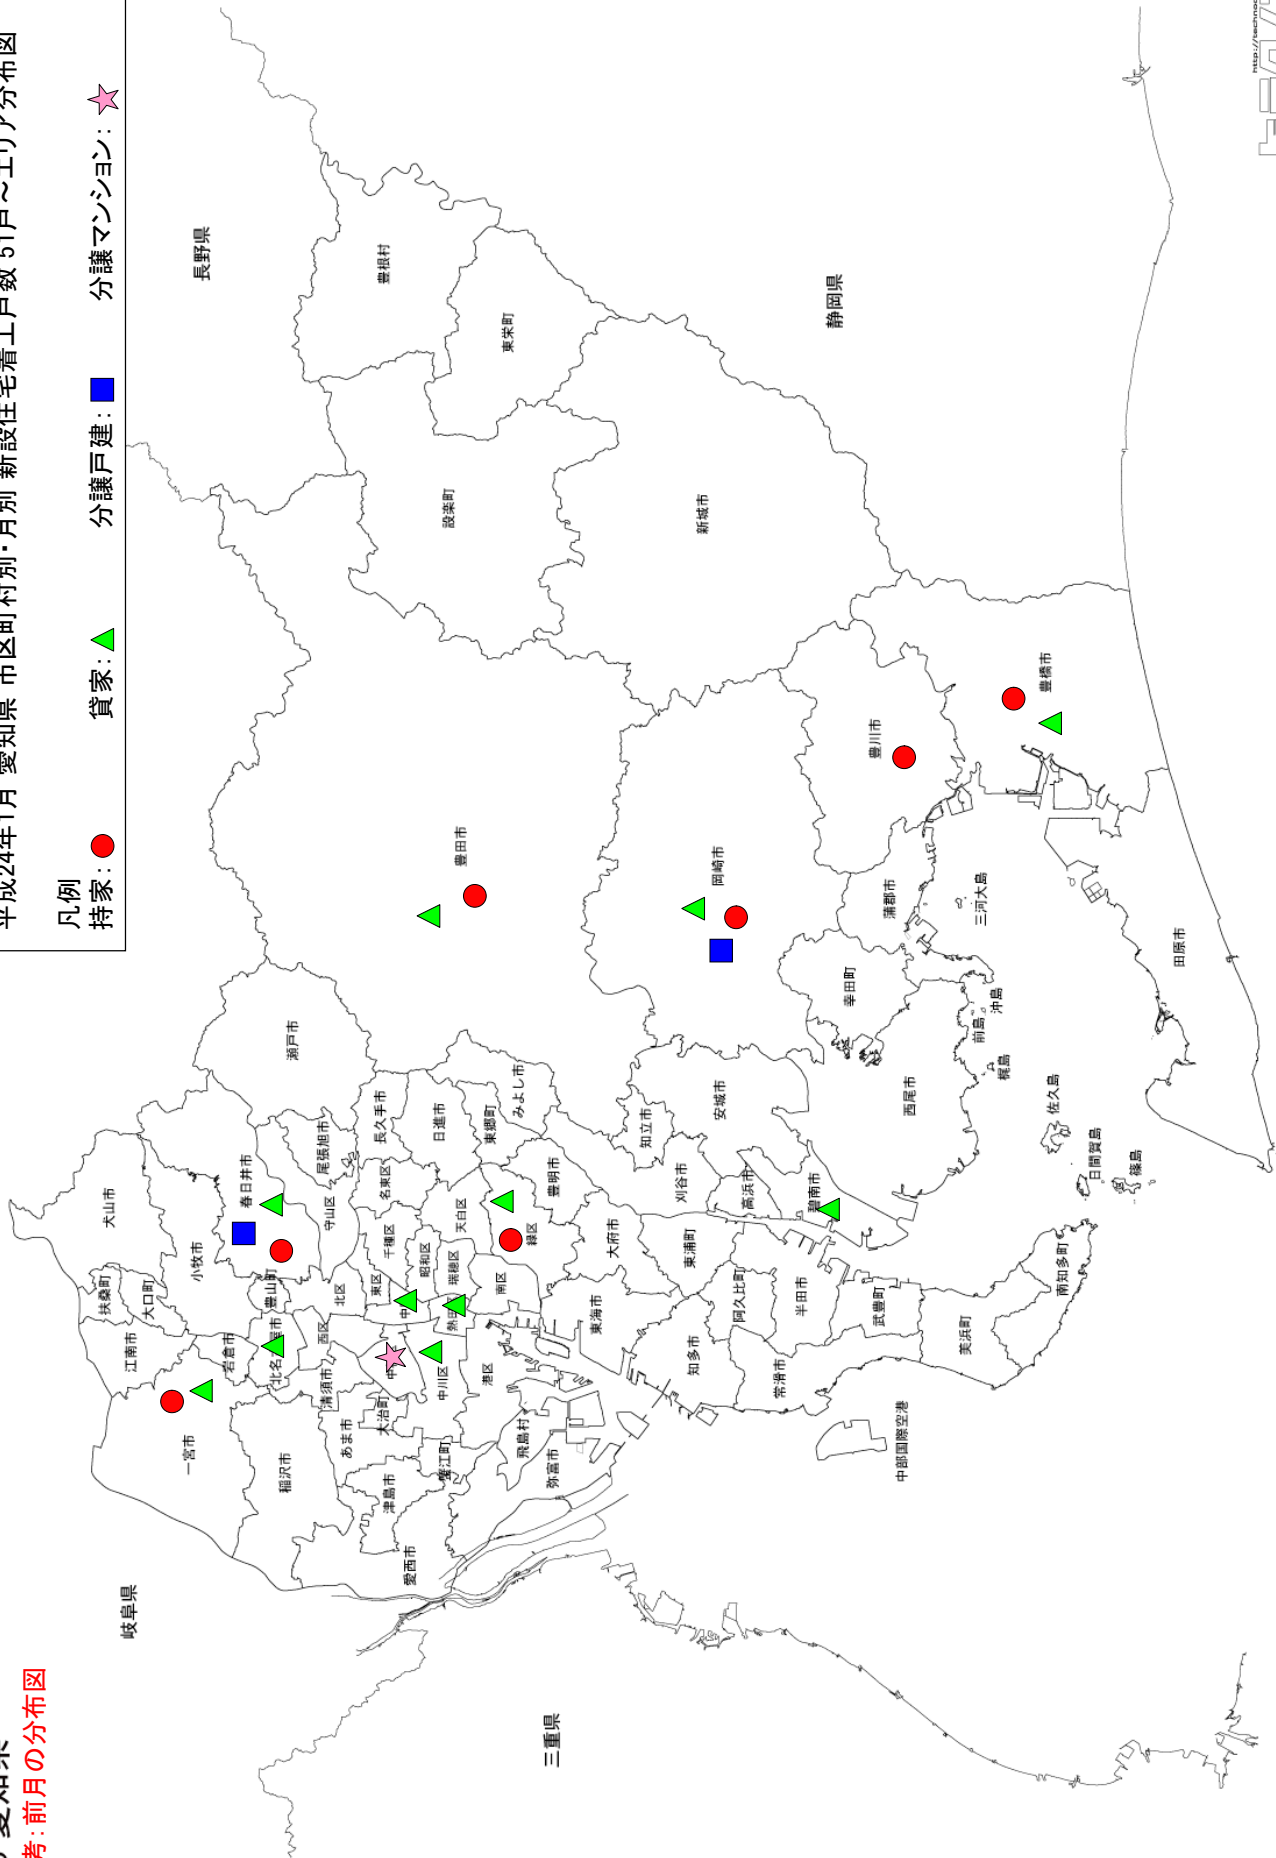 愛知県
考：前月の分布図
平成24年1月 愛知県 市区町村別・月別 新設住宅着工戸数 51戸～エリア分布図
凡例
持家：
貸家：
分譲戸建：
分譲マンション：
岐阜県
長野県
静岡県
三重県
犬山市
扶桑町
大口町
江南市
小牧市
一宮市
岩倉市
春日井市
豊山町
北名
屋市
稲沢市
清須市
西区
北区
守山区
尾張旭市
瀬戸市
あま市
大治町
津島市
愛西市
蟹江町
中
東区
千種区
名東区
長久手市
中
昭和区
中川区
熱田
瑞穂区
天白区
日進市
港区
南区
緑区
東郷町
みよし市
豊明市
飛島村
弥富市
東海市
大府市
豊田市
豊根村
東栄町
設楽町
新城市
岡崎市
知立市
刈谷市
安城市
高浜市
碧南市
東浦町
知多市
阿久比町
半田市
常滑市
武豊町
美浜町
南知多町
中部国際空港
西尾市
幸田町
蒲郡市
豊川市
豊橋市
田原市
三河大島
沖島
前島
梶島
佐久島
日間賀島
篠島